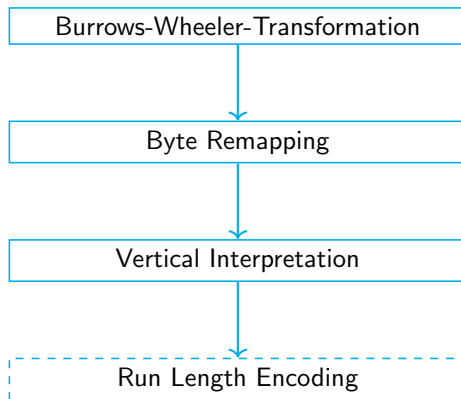 Burrows-Wheeler-Transformation
Byte Remapping
Vertical Interpretation
Run Length Encoding